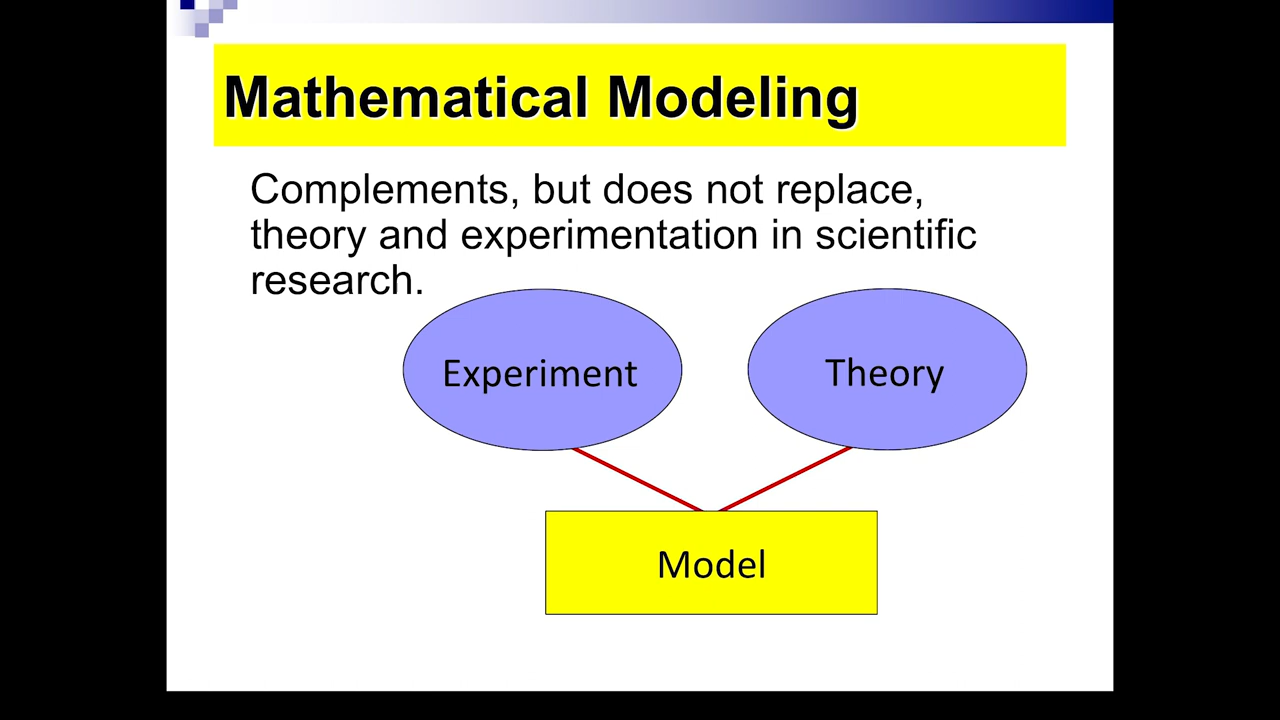 Mathematical Modeling
Complements, but does not replace,
theory and experimentation in scientific
research.
Experiment
Theory
Model